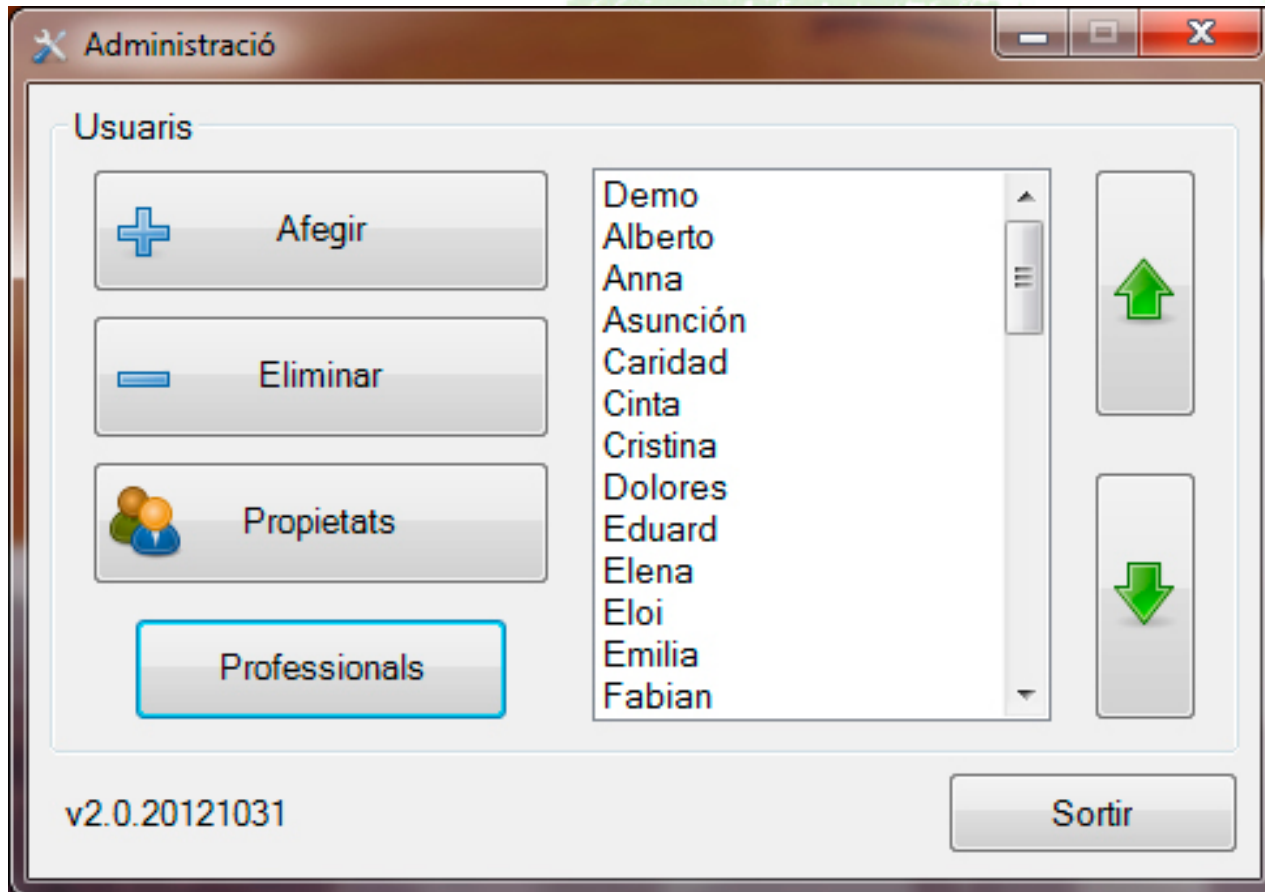 Administració
Usuaris
Afegir
Eliminar
Propietats
Professionals
Demo
Alberto
Anna
Asunción
Caridad
Cinta
Cristina
Dolores
Eduard
Elena
Eloi
Emilia
Fabian
v2.0.20121031
Sortir